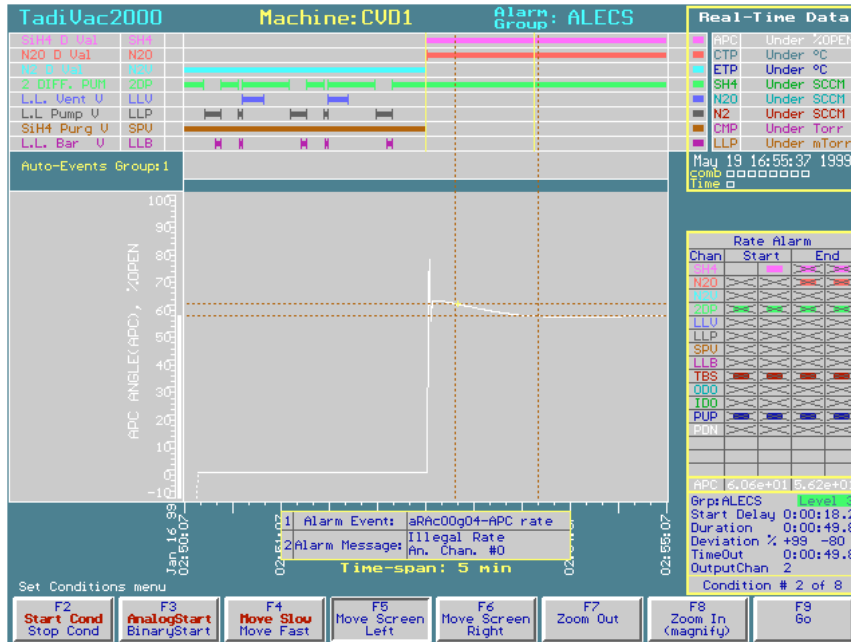 TadiVac2000 Machine:CVD1 Alarm Group: ALECS
Real-Time Data
SiH4 D Val SH4
N2O D Val N2O
2 DIFF. PUM 2DP
L.L. Vent V LLV
L.L Pump V LLP
SiH4 Purg V SPV
L.L. Bar V LLB
APC Under %OPEN
CTP Under °C
ETP Under °C
SH4 Under SCCM
N2O Under SCCM
N2 Under SCCM
CMP Under Torr
LLP Under mTorr
May 19 16:55:37 1999
comb
Time
Auto-Events Group:1
APC ANGLE(APC), %OPEN
100
90
80
70
60
50
40
30
20
10
0
-10
Jan 16 99
02:50:07
02:55:07
1 Alarm Event: aRAc00g04-APC rate
2 Alarm Message: Illegal Rate
An. Chan. #0
Time-span: 5 min
Rate Alarm
Chan Start End
SH4
N2O
2DP
LLV
LLP
SPV
LLB
TBS
ODO
IDO
PUP
PDN
APC 6.06e+01 5.62e+01
Grp:ALECS Level 3
Start Delay 0:00:18.2
Duration 0:00:49.8
Deviation % +99 -80
TimeOut 0:00:49.8
OutputChan 2
Condition # 2 of 8
Set Conditions menu
F2
Start Cond
Stop Cond
F3
AnalogStart
BinaryStart
F4
Move Slow
Move Fast
F5
Move Screen
Left
F6
Move Screen
Right
F7
Zoom Out
F8
Zoom In
(magnify)
F9
Go